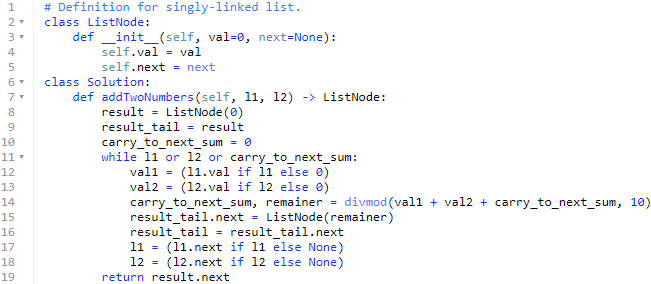 1 # Definition for singly-linked list.
2 class ListNode:
3     def __init__(self, val=0, next=None):
4         self.val = val
5         self.next = next
6 class Solution:
7     def addTwoNumbers(self, l1, l2) -> ListNode:
8         result = ListNode(0)
9         result_tail = result
10         carry_to_next_sum = 0
11         while l1 or l2 or carry_to_next_sum:
12             val1 = (l1.val if l1 else 0)
13             val2 = (l2.val if l2 else 0)
14             carry_to_next_sum, remainer = divmod(val1 + val2 + carry_to_next_sum, 10)
15             result_tail.next = ListNode(remainer)
16             result_tail = result_tail.next
17             l1 = (l1.next if l1 else None)
18             l2 = (l2.next if l2 else None)
19         return result.next